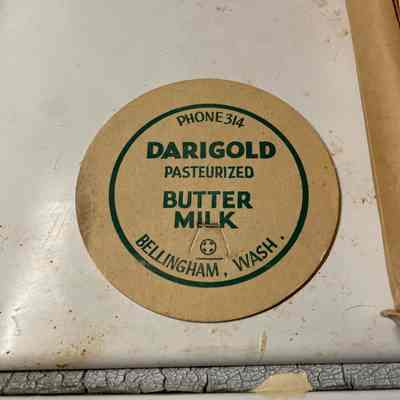 PHONE 314
DARIGOLD
PASTEURIZED
BUTTER
MILK
BELLINGHAM, WASH.